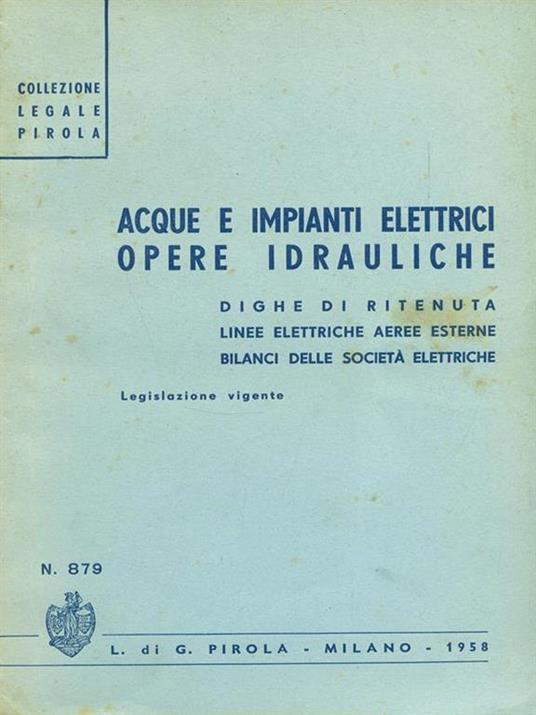 COLLEZIONE
LEGALE
PIROLA
ACQUE E IMPIANTI ELETTRICI
OPERE IDRAULICHE
DIGHE DI RITENUTA
LINEE ELETTRICHE AEREE ESTERNE
BILANCI DELLE SOCIETÀ ELETTRICHE
Legislazione vigente
N. 879
L. di G. PIROLA - MILANO - 1958